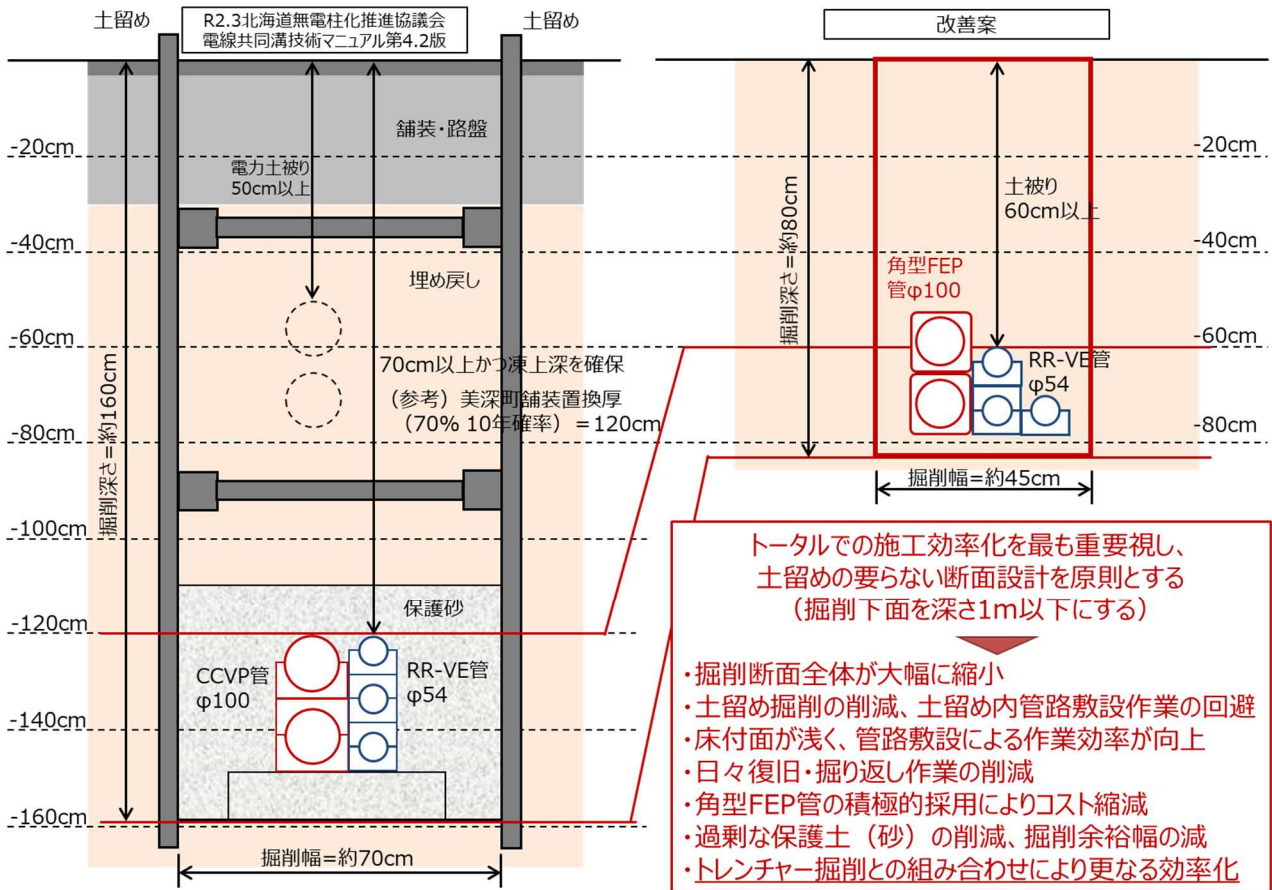 土留め
R2.3北海道無電柱化推進協議会
電線共同溝技術マニュアル第4.2版
土留め
舗装・路盤
-20cm
電力土被り
50cm以上
-40cm
埋め戻し
-60cm
70cm以上かつ凍上深を確保
（参考）美深町舗装置換厚
（70% 10年確率）＝120cm
-80cm
掘削深さ＝約160cm
-100cm
保護砂
-120cm
CCVP管
φ100
RR-VE管
φ54
-140cm
-160cm
掘削幅=約70cm
改善案
-20cm
土被り
60cm以上
掘削深さ＝約80cm
-40cm
角型FEP
管φ100
-60cm
RR-VE管
φ54
-80cm
掘削幅=約45cm
トータルでの施工効率化を最も重要視し、
土留めの要らない断面設計を原則とする
（掘削下面を深さ1m以下にする）
・掘削断面全体が大幅に縮小
・土留め掘削の削減、土留め内管路敷設作業の回避
・床付面が浅く、管路敷設による作業効率が向上
・日々復旧・掘り返し作業の削減
・角型FEP管の積極的採用によりコスト縮減
・過剰な保護土（砂）の削減、掘削余裕幅の減
・トレンチャー掘削との組み合わせにより更なる効率化